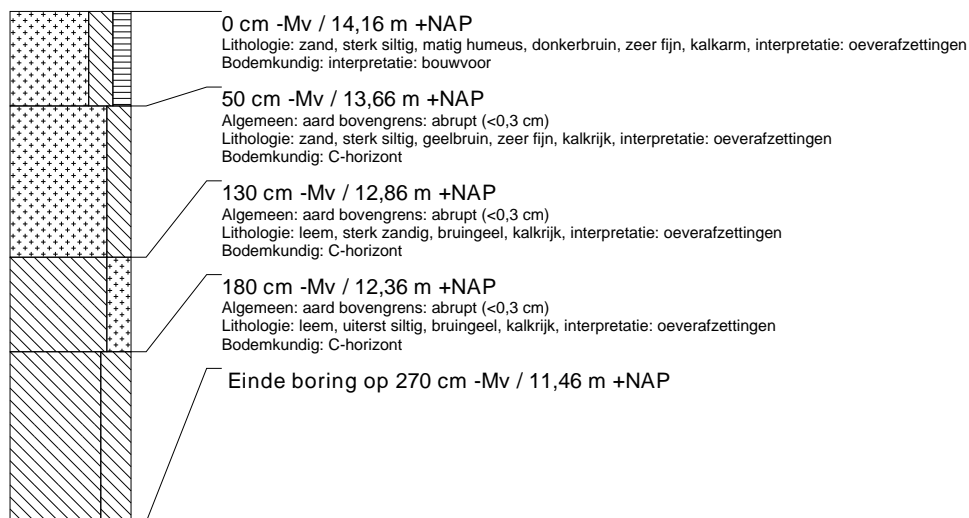 0 cm -Mv / 14,16 m +NAP
Lithologie: zand, sterk siltig, matig humeus, donkerbruin, zeer fijn, kalkarm, interpretatie: oeverafzettingen
Bodemkundig: interpretatie: bouwvoor
50 cm -Mv / 13,66 m +NAP
Algemeen: aard bovengrens: abrupt (<0,3 cm)
Lithologie: zand, sterk siltig, geelbruin, zeer fijn, kalkrijk, interpretatie: oeverafzettingen
Bodemkundig: C-horizont
130 cm -Mv / 12,86 m +NAP
Algemeen: aard bovengrens: abrupt (<0,3 cm)
Lithologie: leem, sterk zandig, bruingeel, kalkrijk, interpretatie: oeverafzettingen
Bodemkundig: C-horizont
180 cm -Mv / 12,36 m +NAP
Algemeen: aard bovengrens: abrupt (<0,3 cm)
Lithologie: leem, uiterst siltig, bruingeel, kalkrijk, interpretatie: oeverafzettingen
Bodemkundig: C-horizont
Einde boring op 270 cm -Mv / 11,46 m +NAP